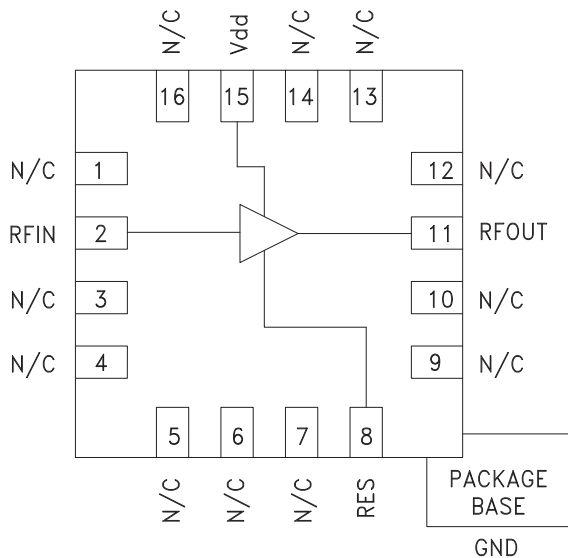 N/C Vdd N/C N/C
16 15 14 13
N/C 1 12 N/C
RFIN 2 11 RFOUT
N/C 3 10 N/C
N/C 4 9 N/C
5 6 7 8
N/C N/C N/C RES
PACKAGE
BASE
GND